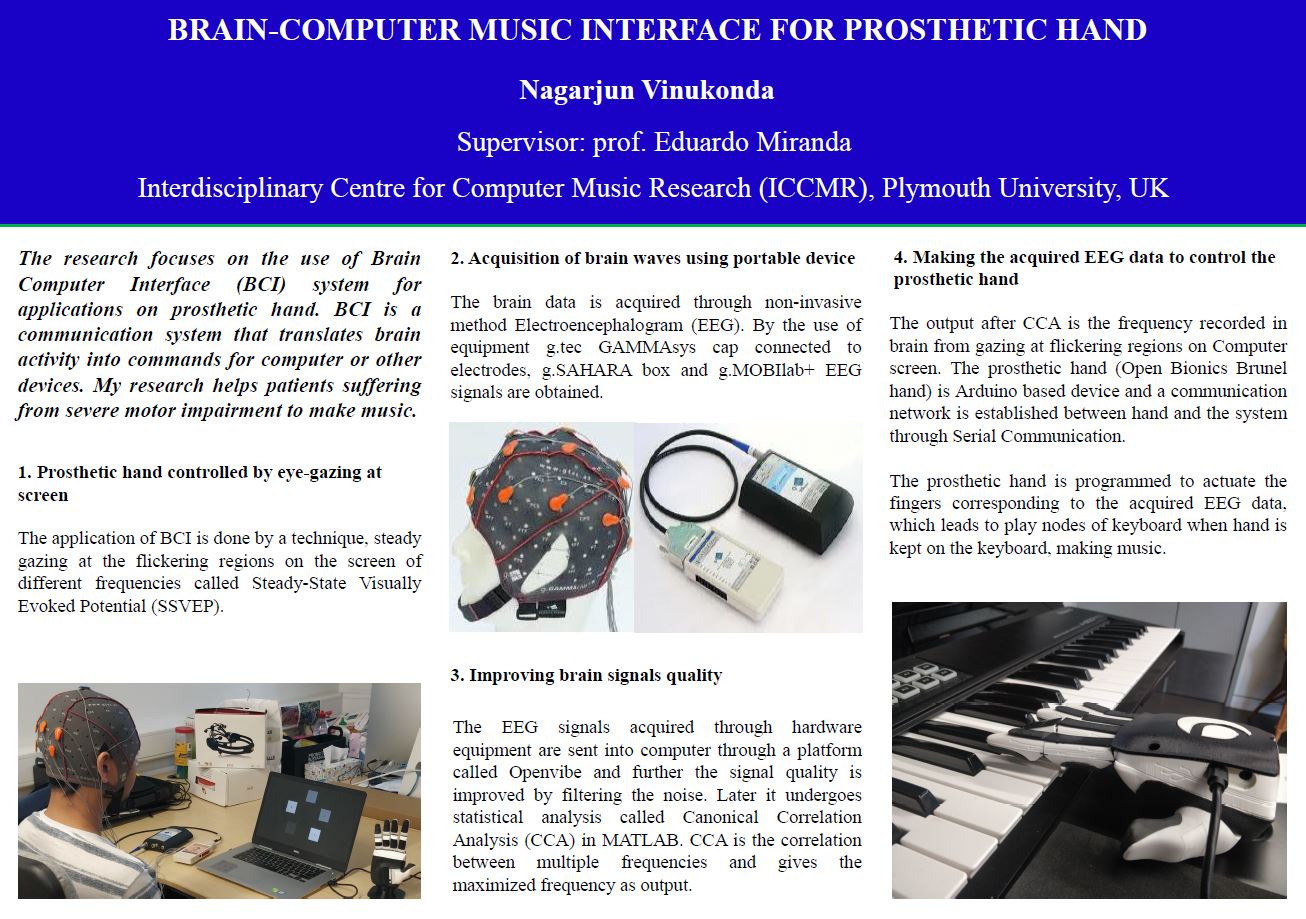 BRAIN-COMPUTER MUSIC INTERFACE FOR PROSTHETIC HAND
Nagarjun Vinukonda
Supervisor: prof. Eduardo Miranda
Interdisciplinary Centre for Computer Music Research (ICCMR), Plymouth University, UK
The research focuses on the use of Brain
Computer Interface (BCI) system for
applications on prosthetic hand. BCI is a
communication system that translates brain
activity into commands for computer or other
devices. My research helps patients suffering
from severe motor impairment to make music.
1. Prosthetic hand controlled by eye-gazing at
screen
The application of BCI is done by a technique, steady
gazing at the flickering regions on the screen of
different frequencies called Steady-State Visually
Evoked Potential (SSVEP).
2. Acquisition of brain waves using portable device
The brain data is acquired through non-invasive
method Electroencephalogram (EEG). By the use of
equipment g.tec GAMMAsys cap connected to
electrodes, g.SAHARA box and g.MOBIlab+ EEG
signals are obtained.
3. Improving brain signals quality
The EEG signals acquired through hardware
equipment are sent into computer through a platform
called Openvibe and further the signal quality is
improved by filtering the noise. Later it undergoes
statistical analysis called Canonical Correlation
Analysis (CCA) in MATLAB. CCA is the correlation
between multiple frequencies and gives the
maximized frequency as output.
4. Making the acquired EEG data to control the
prosthetic hand
The output after CCA is the frequency recorded in
brain from gazing at flickering regions on Computer
screen. The prosthetic hand (Open Bionics Brunel
hand) is Arduino based device and a communication
network is established between hand and the system
through Serial Communication.
The prosthetic hand is programmed to actuate the
fingers corresponding to the acquired EEG data,
which leads to play nodes of keyboard when hand is
kept on the keyboard, making music.